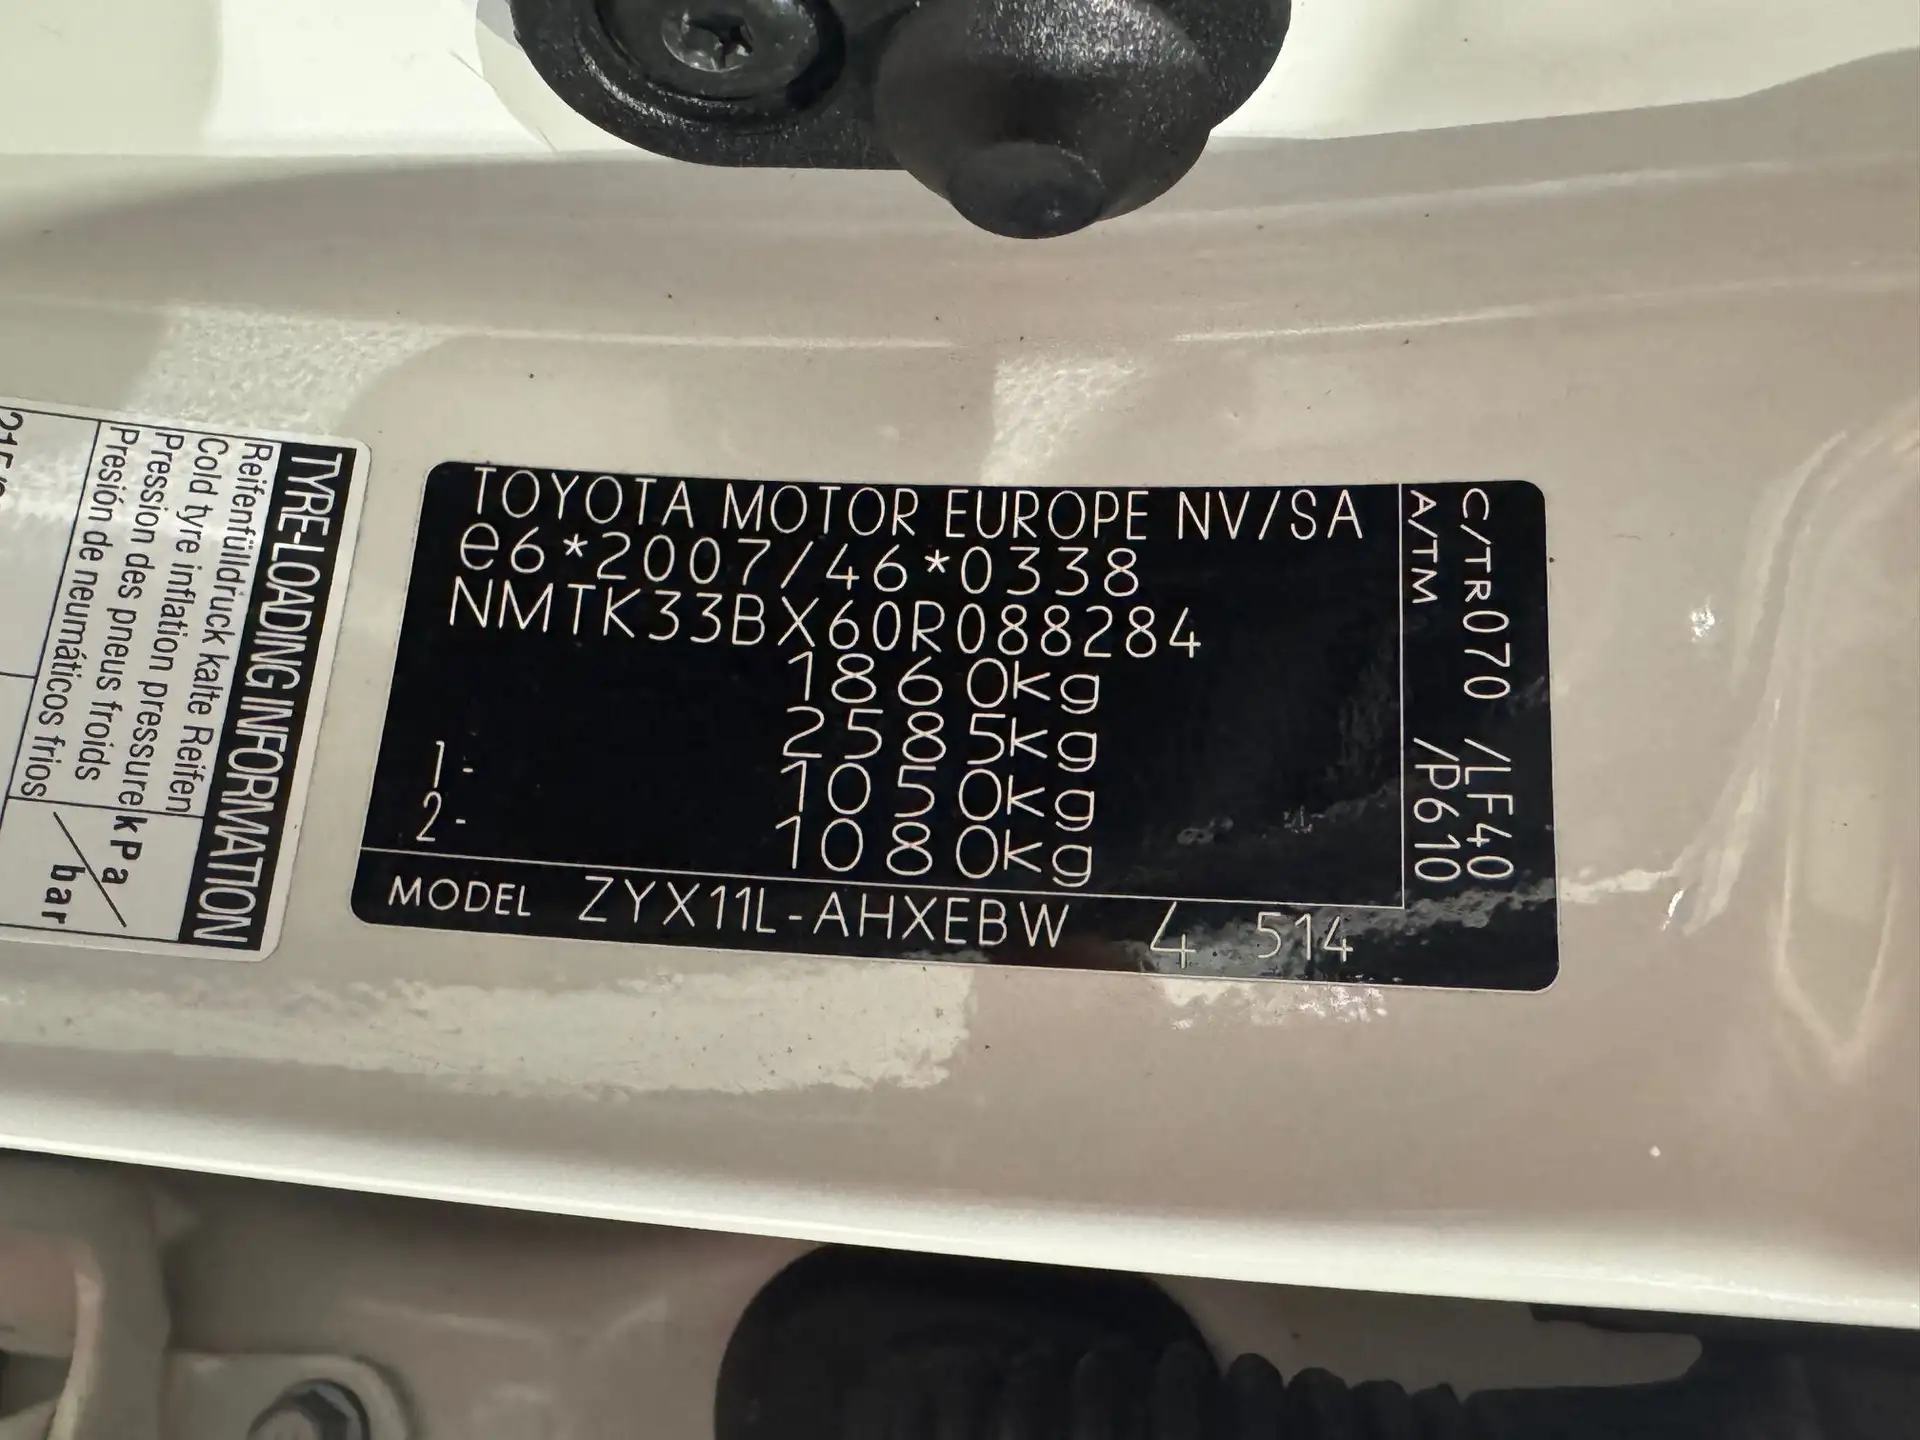 TOYOTA MOTOR EUROPE NV/SA
e6*2007/46*0338
NMTK33BX60R088284
1860kg
2585kg
1- 1050kg
2- 1080kg
MODEL ZYX11L-AHXEBW 4 514
C/TR070 /LF40
A/TM /P610
TYRE-LOADING INFORMATION
Reifenfülldruck kalte Reifen
Cold tyre inflation pressure
Pression des pneus froids
Presión de neumáticos fríos
kPa/bar